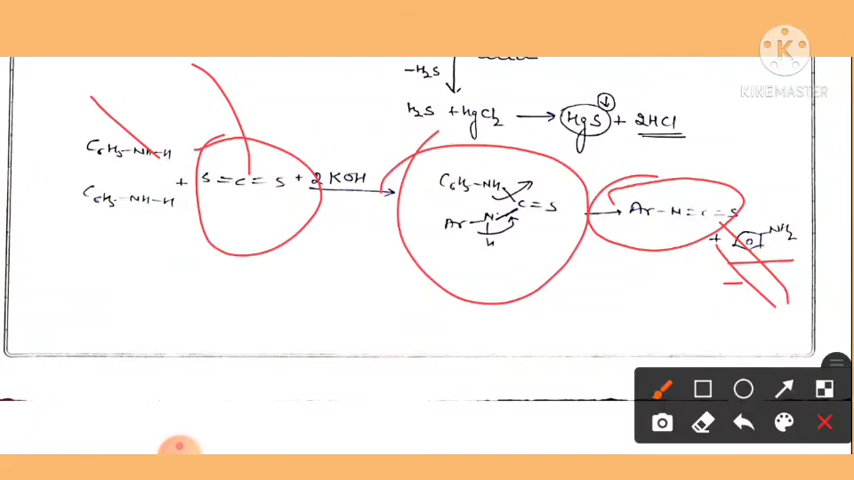 K
KINEMASTER
–H₂S
H₂S + HgCl₂ ⟶ HgS ↓ + 2HCl
C₆H₅–NH–H
+ S=C=S + 2KOH ⟶
C₆H₅–NH–H
C₆H₅–NH
C=S
Ar–N̈
H
⟶ Ar–N=C=S
+ NH₂